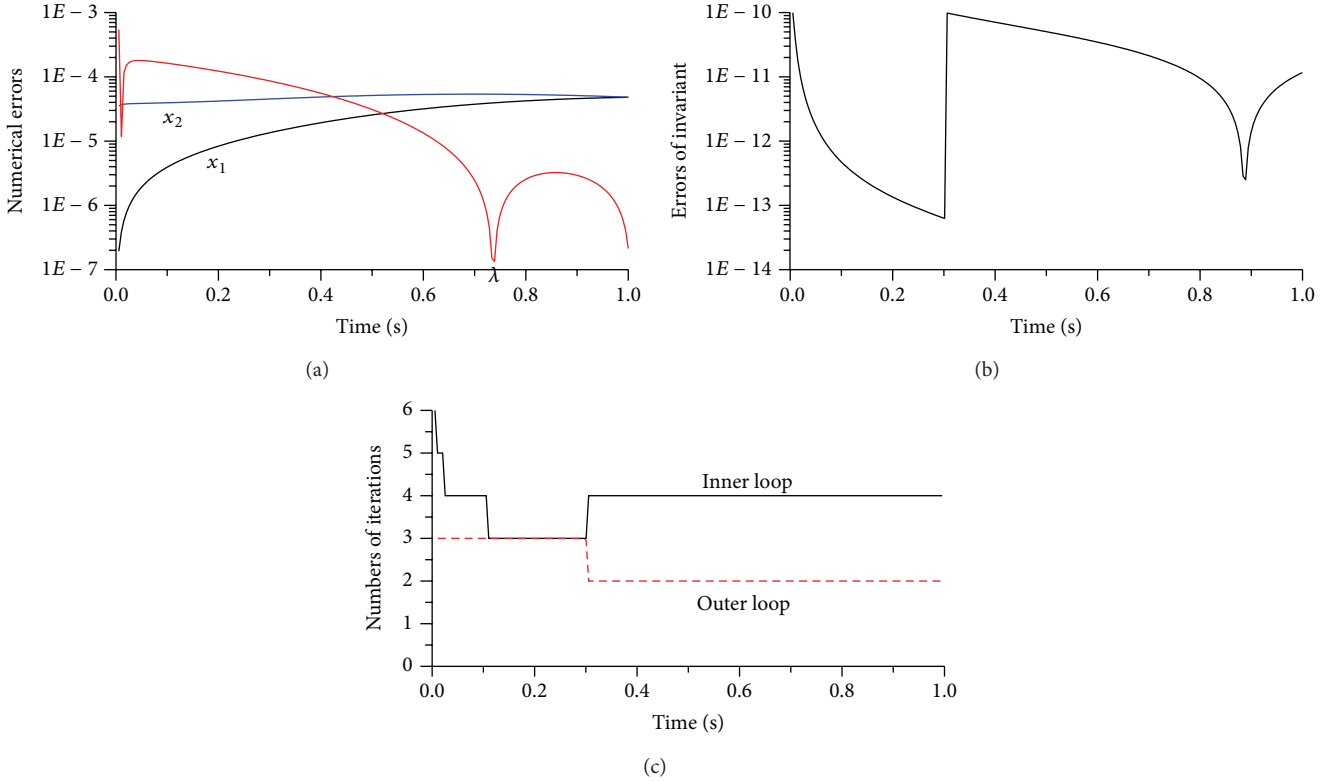 1E − 3
1E − 4
1E − 5
1E − 6
1E − 7
Numerical errors
x2
x1
λ
0.0 0.2 0.4 0.6 0.8 1.0
Time (s)
(a)
1E − 10
1E − 11
1E − 12
1E − 13
1E − 14
Errors of invariant
0.0 0.2 0.4 0.6 0.8 1.0
Time (s)
(b)
6
5
4
3
2
1
0
Numbers of iterations
Inner loop
Outer loop
0.0 0.2 0.4 0.6 0.8 1.0
Time (s)
(c)